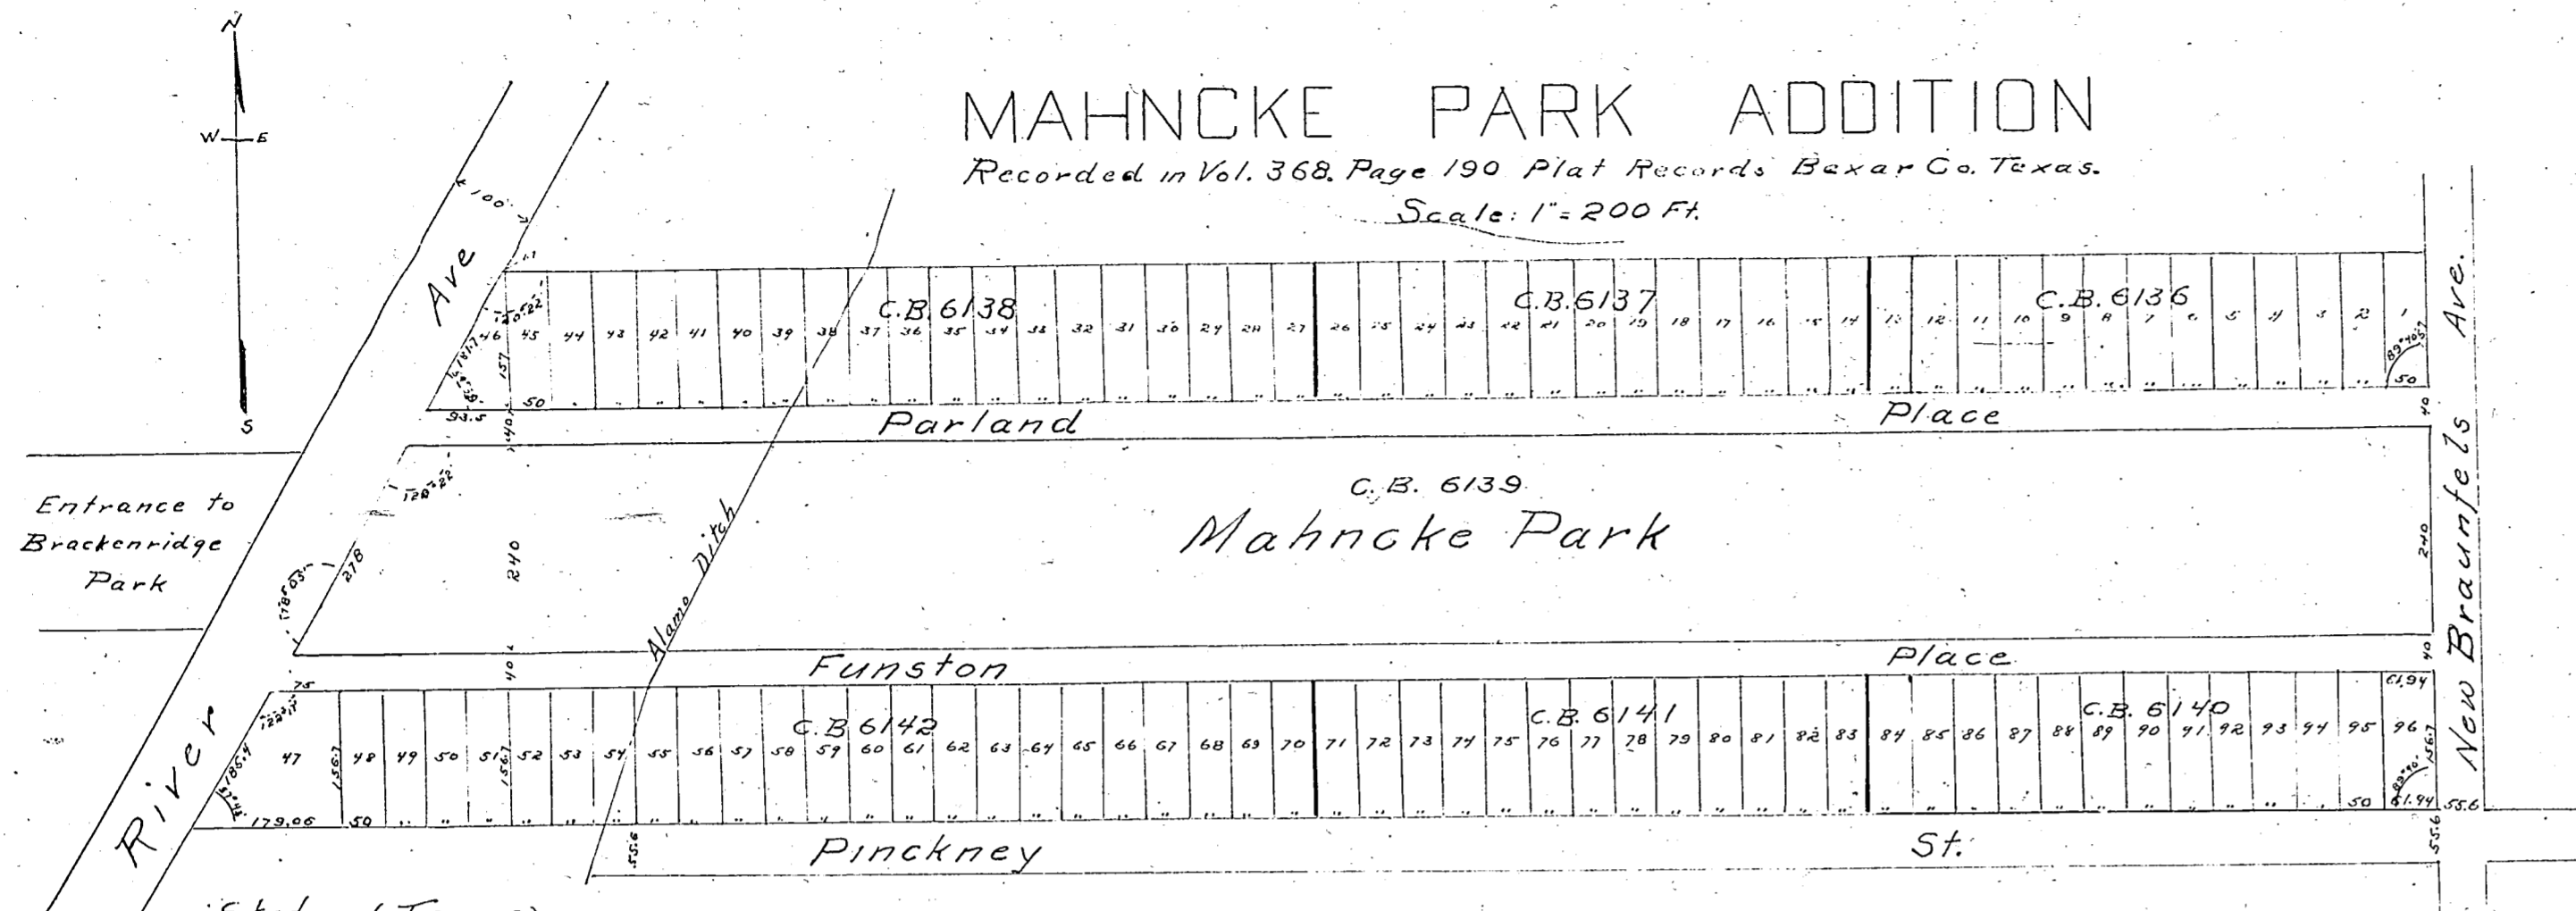 N
W E
S
MAHNCKE PARK ADDITION
Recorded in Vol. 368. Page 190 Plat Records Bexar Co. Texas.
Scale: 1"= 200 Ft.
100'
River Ave
New Braunfels Ave.
C.B. 6138
C.B. 6137
C.B. 6136
46 45 44 43 42 41 40 39 38 37 36 35 34 33 32 31 30 29 28 27 26 25 24 23 22 21 20 19 18 17 16 15 14 13 12 11 10 9 8 7 6 5 4 3 2 1
157
93.5
50
50
40
40
Parland Place
Entrance to
Brackenridge
Park
C.B. 6139
Mahncke Park
278
240
240
Alamo Ditch
40
40
Funston Place
75
61.94
C.B 6142
C.B. 6141
C.B. 6140
47 48 49 50 51 52 53 54 55 56 57 58 59 60 61 62 63 64 65 66 67 68 69 70 71 72 73 74 75 76 77 78 79 80 81 82 83 84 85 86 87 88 89 90 91 92 93 94 95 96
185.4
156.7
156.7
156.7
179.06
50
50
61.94
55.6
55.6
55.6
Pinckney St.